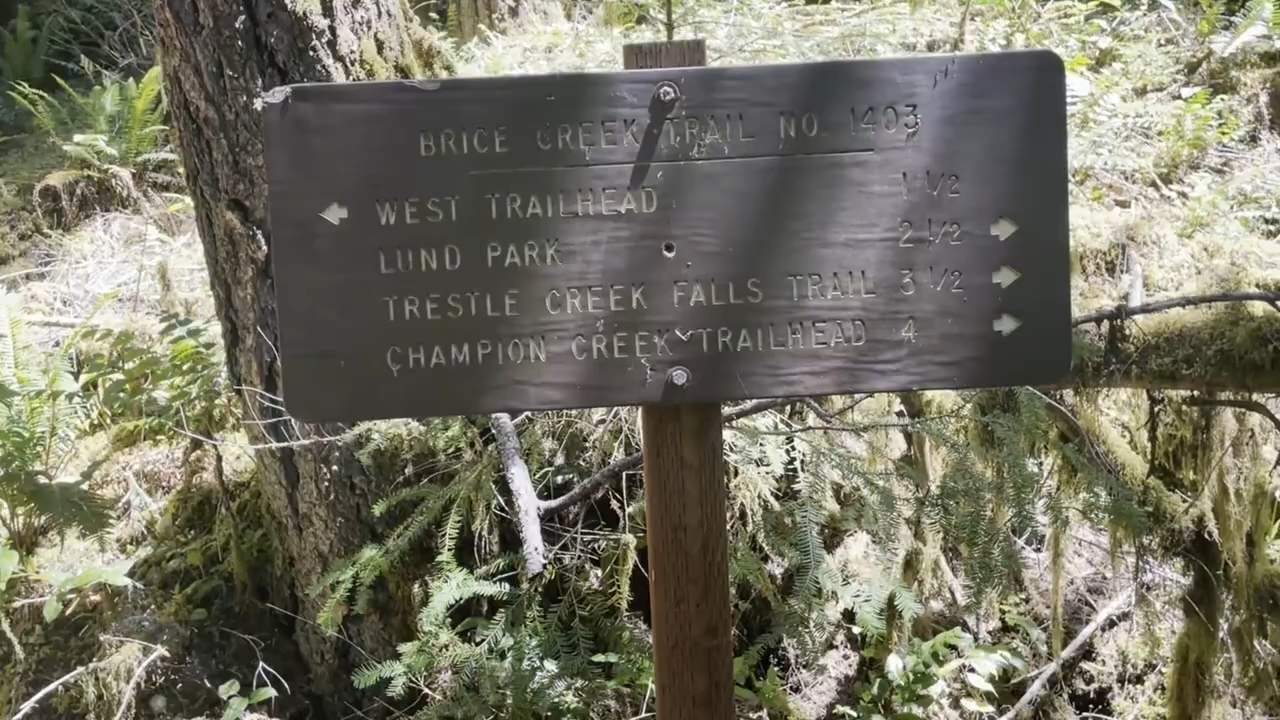 BRICE CREEK TRAIL NO. 1403
WEST TRAILHEAD 1 1/2
LUND PARK 2 1/2
TRESTLE CREEK FALLS TRAIL 3 1/2
CHAMPION CREEK TRAILHEAD 4